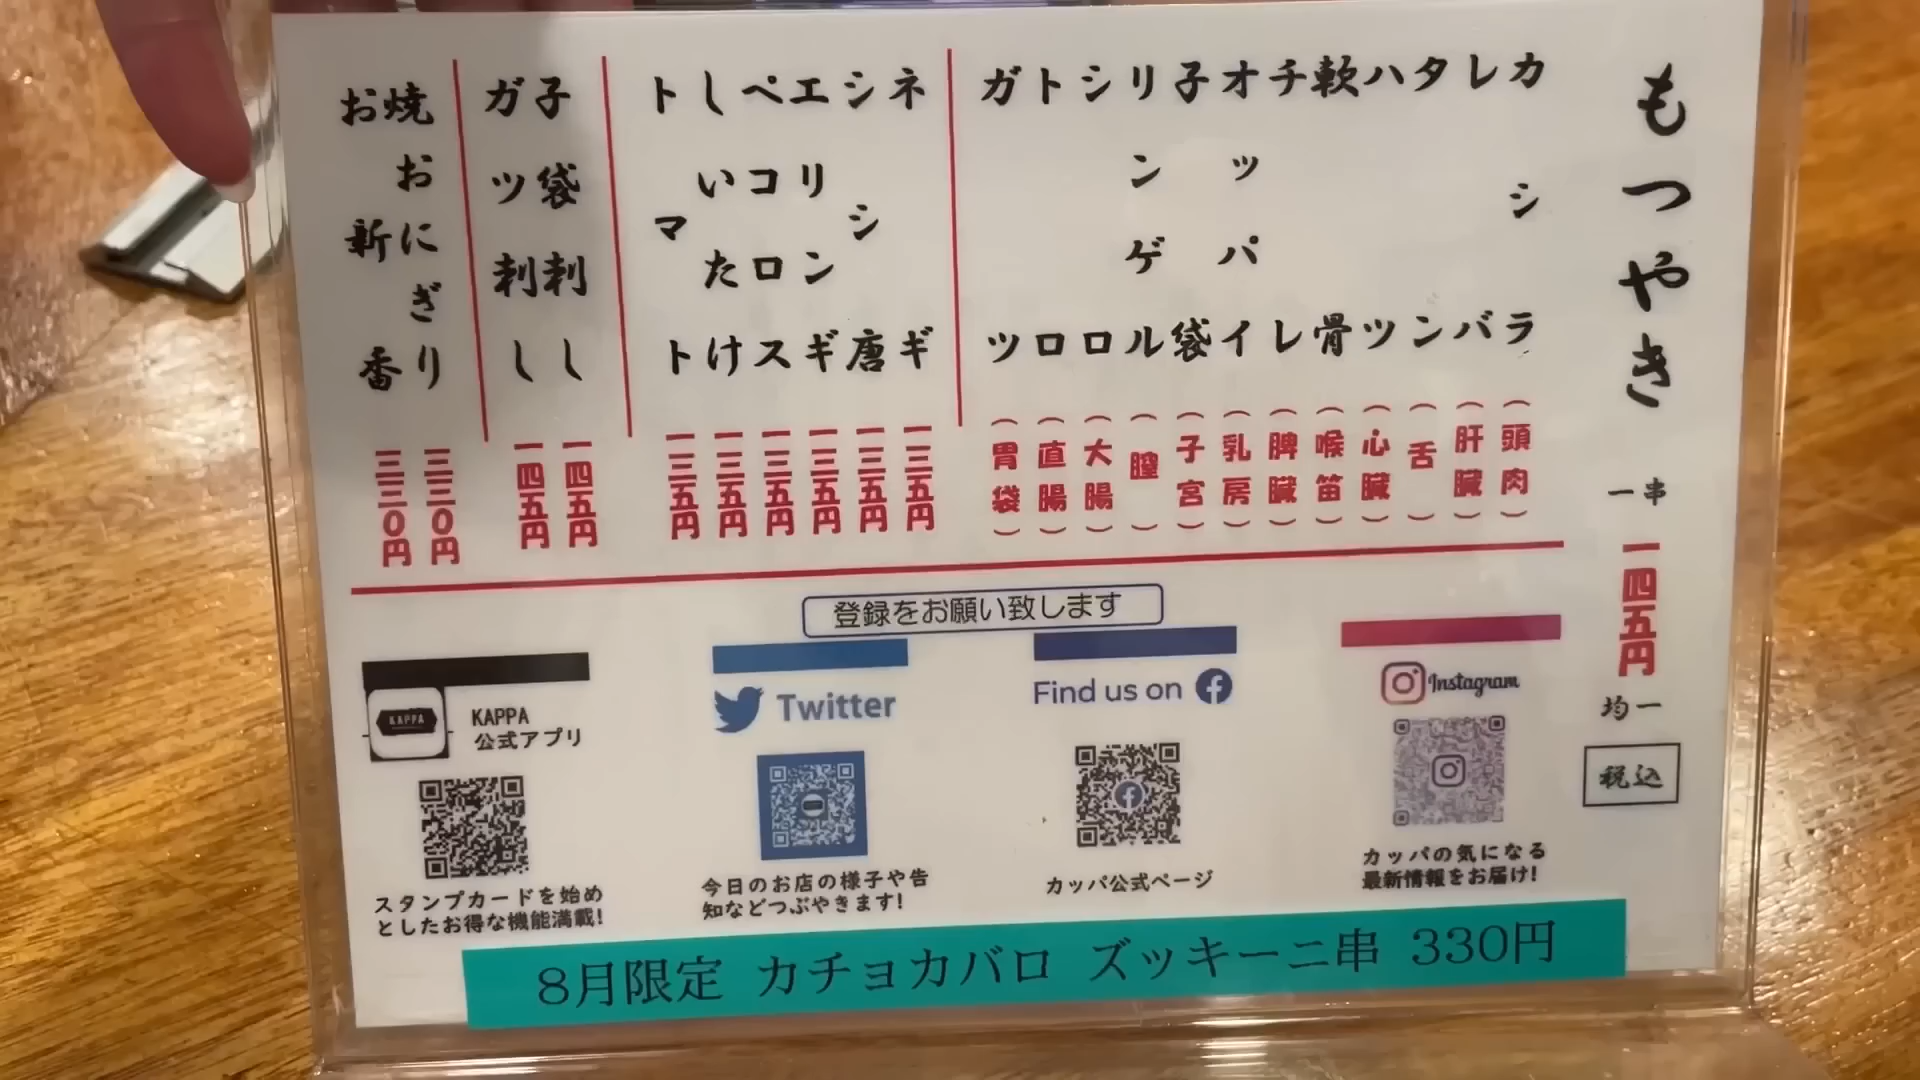 もつやき 一串 一四五円 均一 税込
カシラ（頭肉）
レバ（肝臓）
タン（舌）
ハツ（心臓）
軟骨（喉笛）
チレ（脾臓）
オッパイ（乳房）
子袋（子宮）
リンゲル（膣）
シロ（大腸）
トロ（直腸）
ガツ（胃袋）
ネギ 一三五円
シシ唐 一三五円
エリンギ 一三五円
ペコロス 一三五円
しいたけ 一三五円
トマト 一三五円
子袋刺し 一四五円
ガツ刺し 一四五円
焼おにぎり 三三〇円
お新香 三三〇円
登録をお願い致します
KAPPA
KAPPA
公式アプリ
スタンプカードを始め
としたお得な機能満載!
Twitter
今日のお店の様子や告
知などつぶやきます!
Find us on
カッパ公式ページ
Instagram
カッパの気になる
最新情報をお届け!
8月限定 カチョカバロ ズッキーニ串 330円